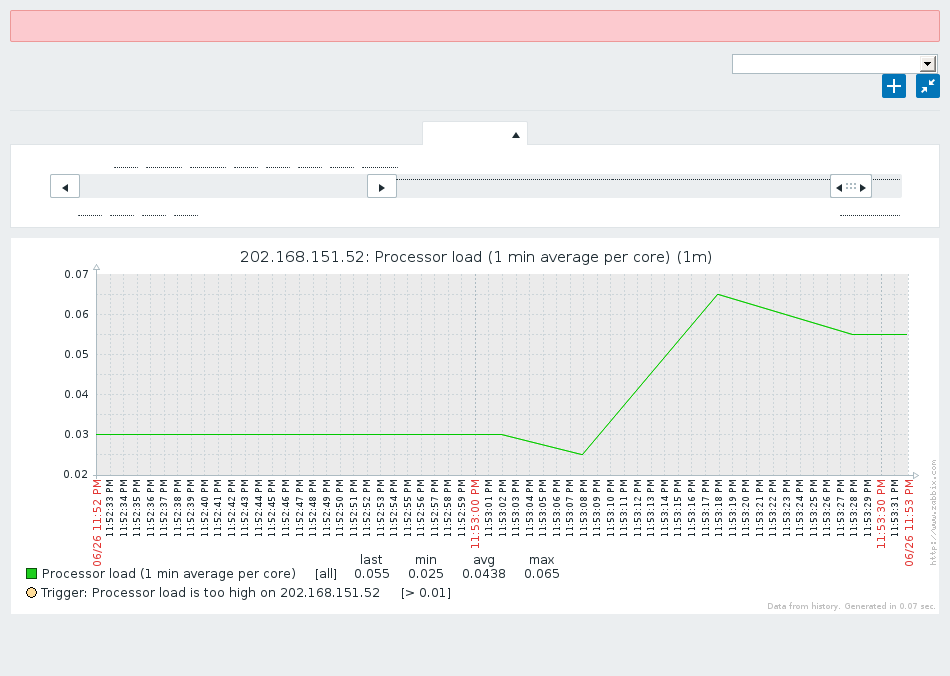 202.168.151.52: Processor load (1 min average per core) (1m)
0.07
0.06
0.05
0.04
0.03
0.02
06/26 11:52 PM
11:52:33 PM
11:52:34 PM
11:52:35 PM
11:52:36 PM
11:52:37 PM
11:52:38 PM
11:52:39 PM
11:52:40 PM
11:52:41 PM
11:52:42 PM
11:52:43 PM
11:52:44 PM
11:52:45 PM
11:52:46 PM
11:52:47 PM
11:52:48 PM
11:52:49 PM
11:52:50 PM
11:52:51 PM
11:52:52 PM
11:52:53 PM
11:52:54 PM
11:52:55 PM
11:52:56 PM
11:52:57 PM
11:52:58 PM
11:52:59 PM
11:53:00 PM
11:53:01 PM
11:53:02 PM
11:53:03 PM
11:53:04 PM
11:53:05 PM
11:53:06 PM
11:53:07 PM
11:53:08 PM
11:53:09 PM
11:53:10 PM
11:53:11 PM
11:53:12 PM
11:53:13 PM
11:53:14 PM
11:53:15 PM
11:53:16 PM
11:53:17 PM
11:53:18 PM
11:53:19 PM
11:53:20 PM
11:53:21 PM
11:53:22 PM
11:53:23 PM
11:53:24 PM
11:53:25 PM
11:53:26 PM
11:53:27 PM
11:53:28 PM
11:53:29 PM
11:53:30 PM
11:53:31 PM
06/26 11:53 PM
http://www.zabbix.com
last min avg max
Processor load (1 min average per core) [all] 0.055 0.025 0.0438 0.065
Trigger: Processor load is too high on 202.168.151.52 [> 0.01]
Data from history. Generated in 0.07 sec.